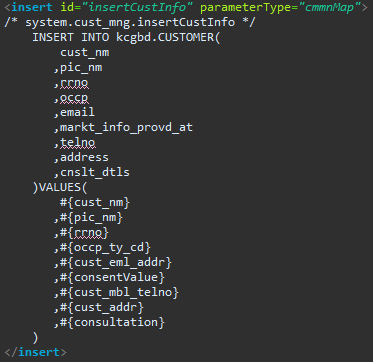 <insert id="insertCustInfo" parameterType="cmmnMap">
/* system.cust_mng.insertCustInfo */
INSERT INTO kcgbd.CUSTOMER(
cust_nm
,pic_nm
,rrno
,occp
,email
,markt_info_provd_at
,telno
,address
,cnslt_dtls
)VALUES(
#{cust_nm}
,#{pic_nm}
,#{rrno}
,#{occp_ty_cd}
,#{cust_eml_addr}
,#{consentValue}
,#{cust_mbl_telno}
,#{cust_addr}
,#{consultation}
)
</insert>